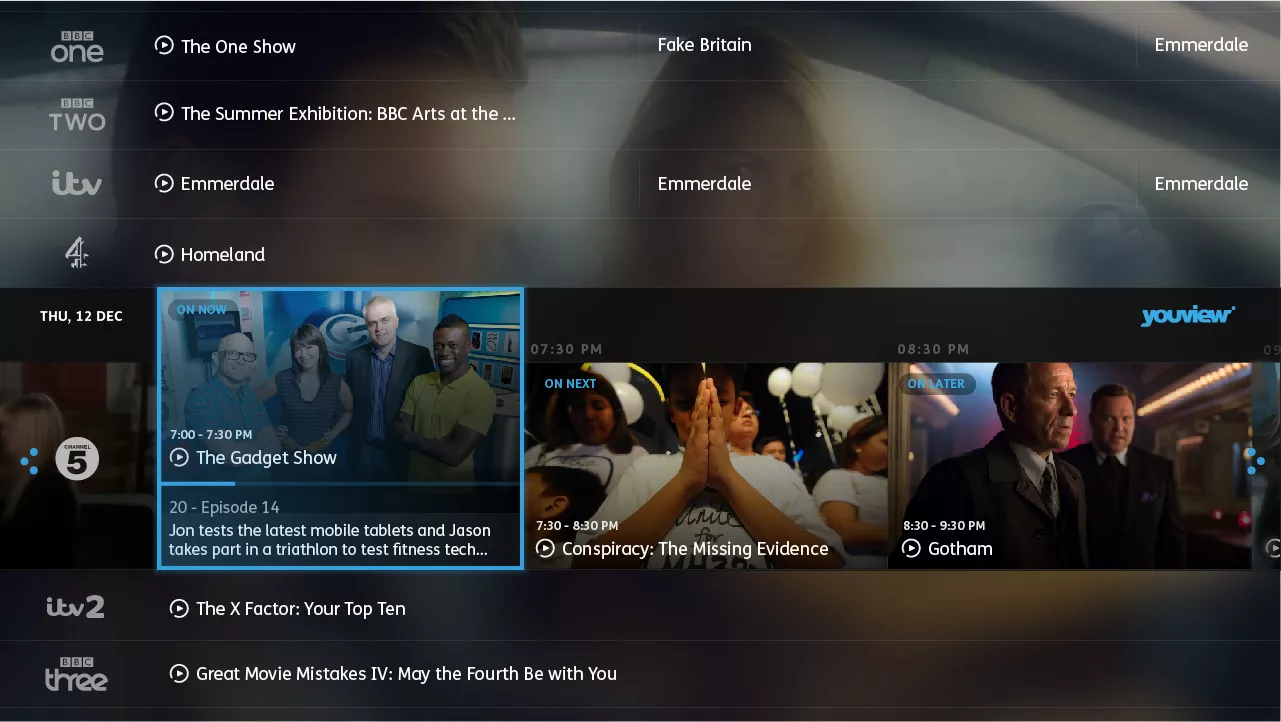 BBC
one
The One Show
Fake Britain
Emmerdale
BBC
TWO
The Summer Exhibition: BBC Arts at the ...
itv
Emmerdale
Emmerdale
Emmerdale
4
Homeland
THU, 12 DEC
ON NOW
youview
07:30 PM
08:30 PM
09
ON NEXT
ON LATER
CHANNEL
5
7:00 - 7:30 PM
The Gadget Show
20 - Episode 14
Jon tests the latest mobile tablets and Jason
takes part in a triathlon to test fitness tech...
7:30 - 8:30 PM
Conspiracy: The Missing Evidence
8:30 - 9:30 PM
Gotham
itv2
The X Factor: Your Top Ten
BBC
three
Great Movie Mistakes IV: May the Fourth Be with You